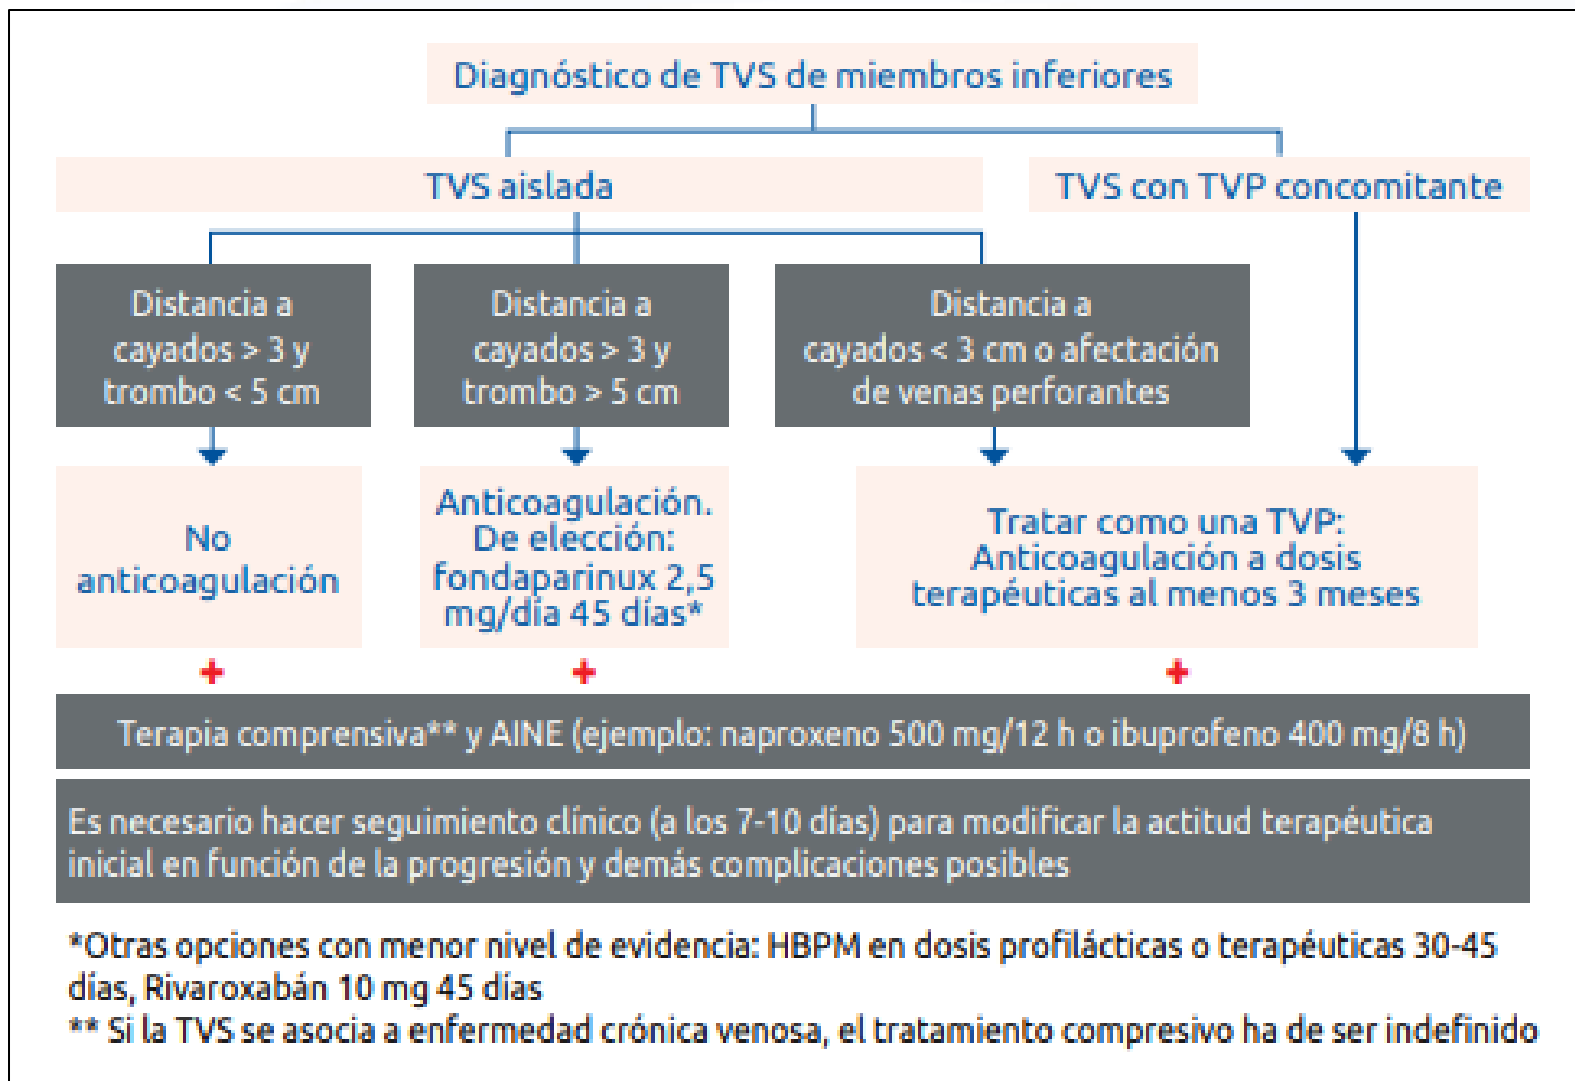 Diagnóstico de TVS de miembros inferiores
TVS aislada
TVS con TVP concomitante
Distancia a
cayados > 3 y
trombo < 5 cm
Distancia a
cayados > 3 y
trombo > 5 cm
Distancia a
cayados < 3 cm o afectación
de venas perforantes
No
anticoagulación
Anticoagulación.
De elección:
fondaparinux 2,5
mg/día 45 días*
Tratar como una TVP:
Anticoagulación a dosis
terapéuticas al menos 3 meses
+
+
+
Terapia comprensiva** y AINE (ejemplo: naproxeno 500 mg/12 h o ibuprofeno 400 mg/8 h)
Es necesario hacer seguimiento clínico (a los 7-10 días) para modificar la actitud terapéutica
inicial en función de la progresión y demás complicaciones posibles
*Otras opciones con menor nivel de evidencia: HBPM en dosis profilácticas o terapéuticas 30-45
días, Rivaroxabán 10 mg 45 días
** Si la TVS se asocia a enfermedad crónica venosa, el tratamiento compresivo ha de ser indefinido